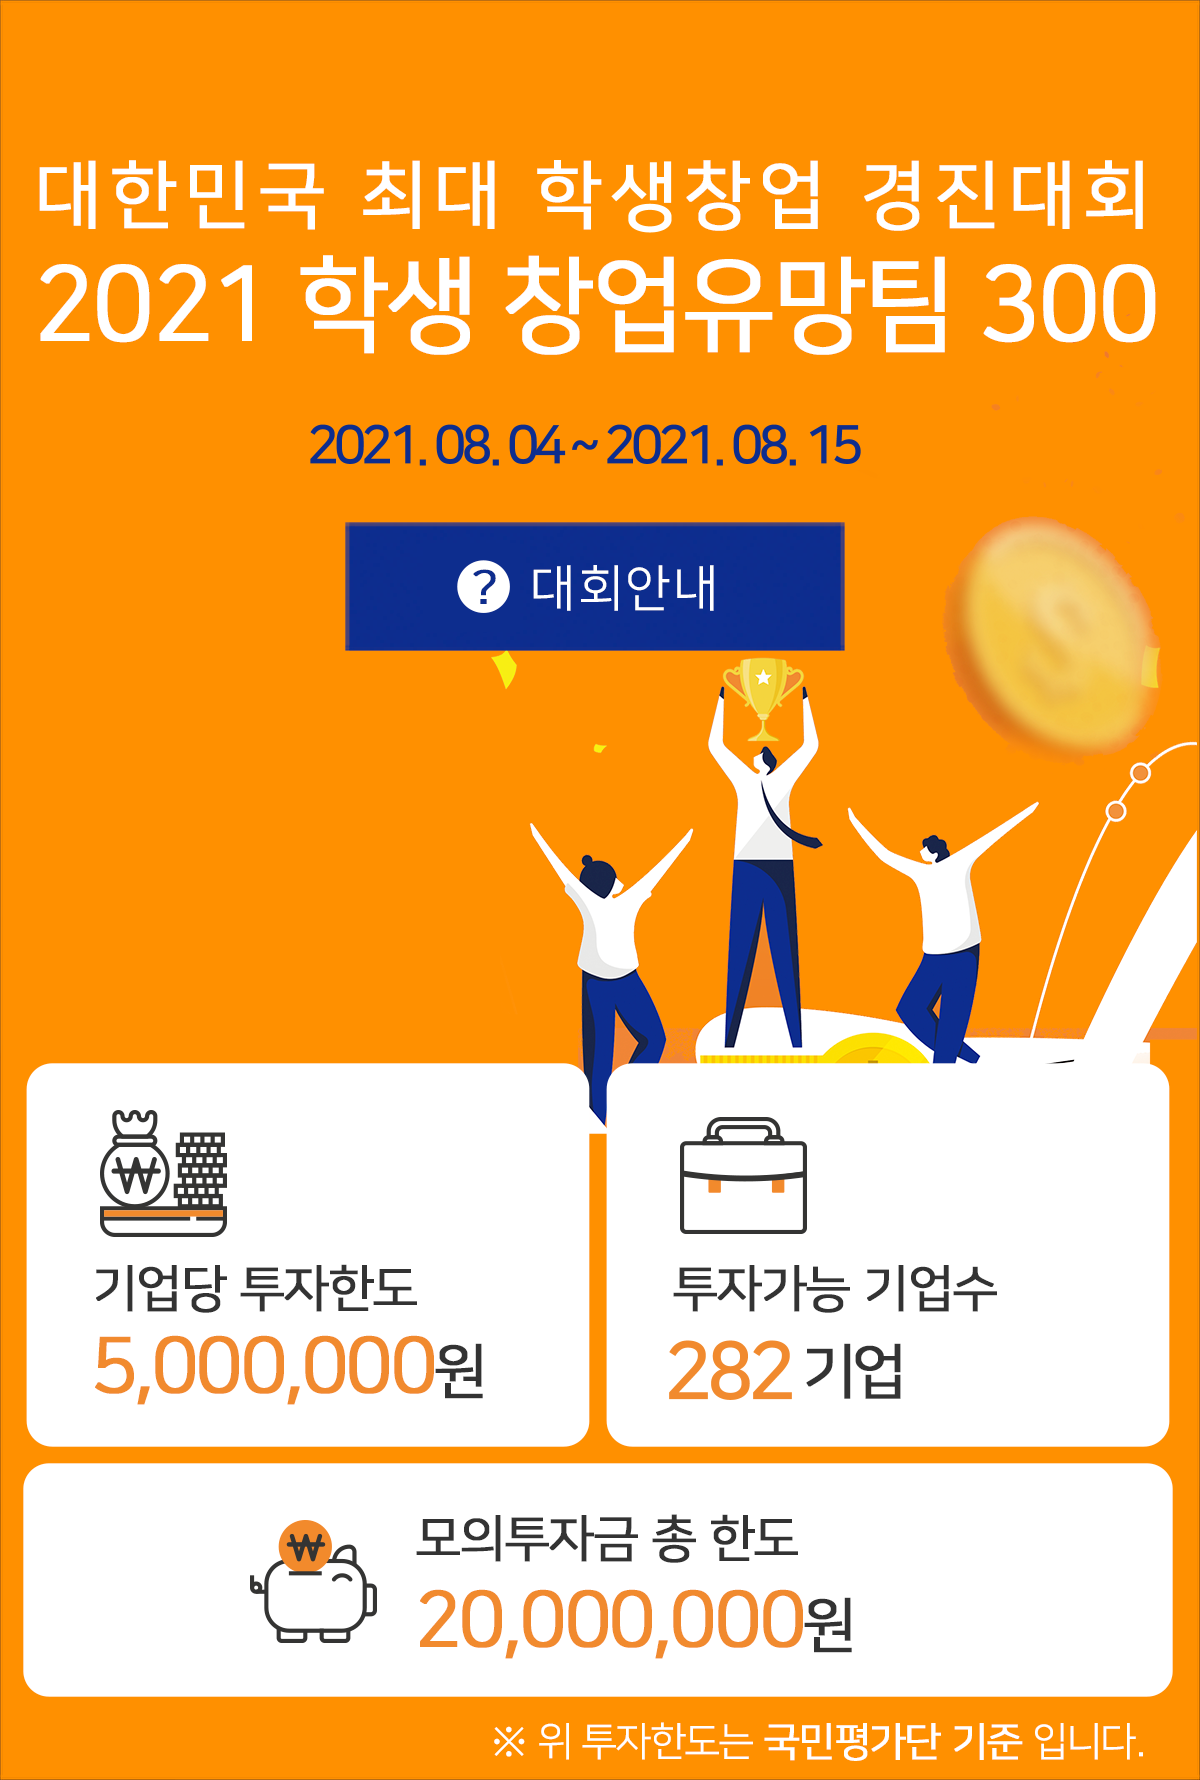 대한민국 최대 학생창업 경진대회
2021 학생 창업유망팀 300
2021. 08. 04 ~ 2021. 08. 15
? 대회안내
기업당 투자한도
5,000,000원
투자가능 기업수
282 기업
모의투자금 총 한도
20,000,000원
※ 위 투자한도는 국민평가단 기준 입니다.